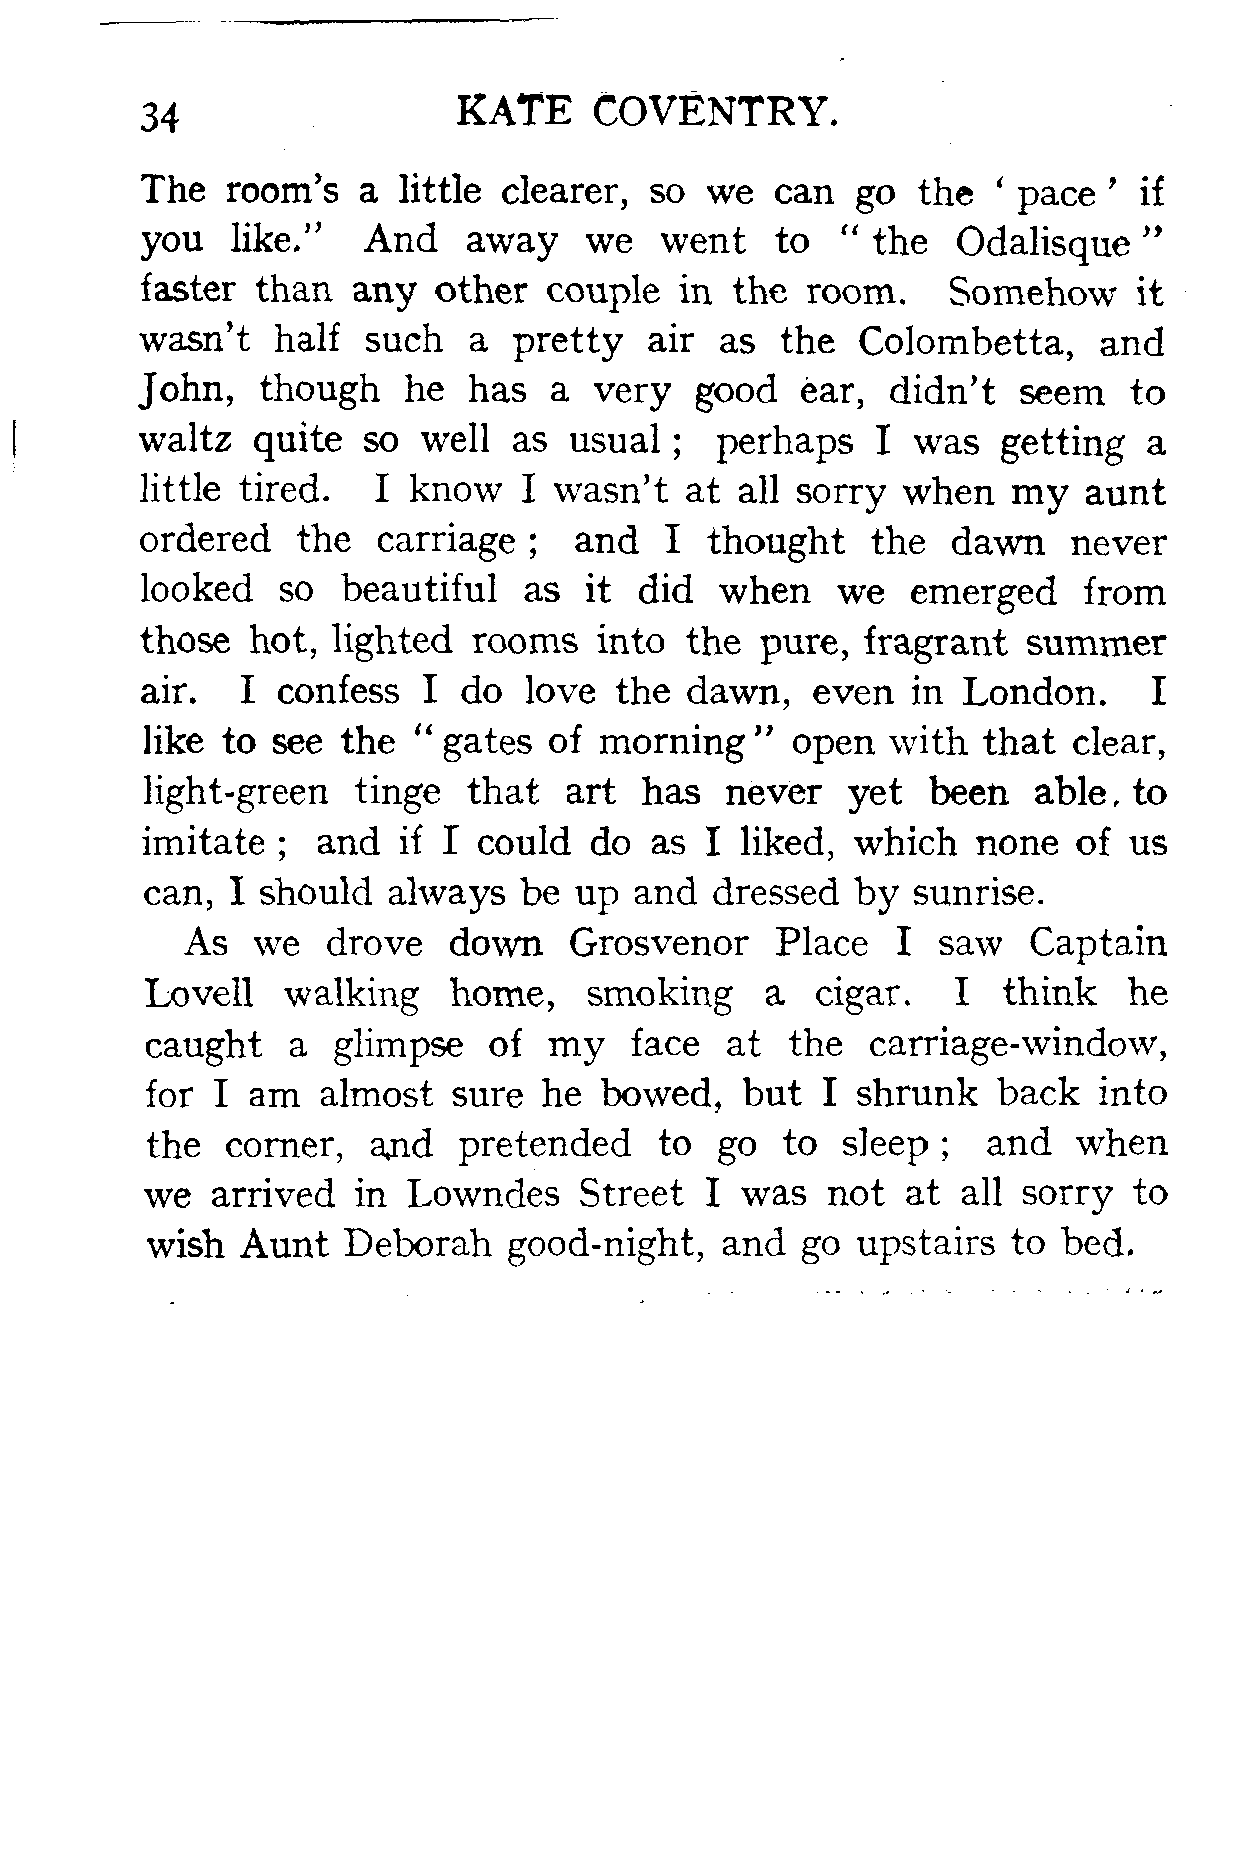 34 KATE COVENTRY.
The room's a little clearer, so we can go the ‘ pace ’ if
you like." And away we went to “ the Odalisque ”
faster than any other couple in the room. Somehow it
wasn't half such a pretty air as the Colombetta, and
John, though he has a very good ear, didn't seem to
waltz quite so well as usual ; perhaps I was getting a
little tired. I know I wasn't at all sorry when my aunt
ordered the carriage ; and I thought the dawn never
looked so beautiful as it did when we emerged from
those hot, lighted rooms into the pure, fragrant summer
air. I confess I do love the dawn, even in London. I
like to see the “ gates of morning ” open with that clear,
light-green tinge that art has never yet been able, to
imitate ; and if I could do as I liked, which none of us
can, I should always be up and dressed by sunrise.
As we drove down Grosvenor Place I saw Captain
Lovell walking home, smoking a cigar. I think he
caught a glimpse of my face at the carriage-window,
for I am almost sure he bowed, but I shrunk back into
the corner, and pretended to go to sleep ; and when
we arrived in Lowndes Street I was not at all sorry to
wish Aunt Deborah good-night, and go upstairs to bed.